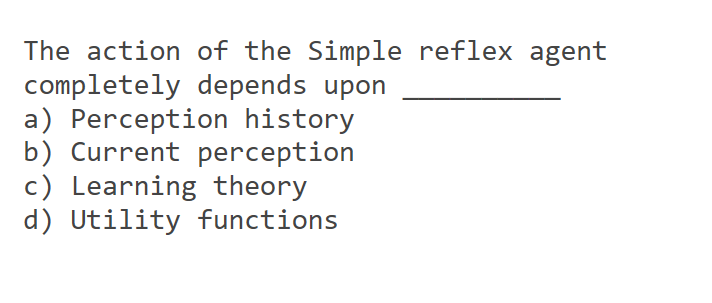 The action of the Simple reflex agent
completely depends upon __________
a) Perception history
b) Current perception
c) Learning theory
d) Utility functions